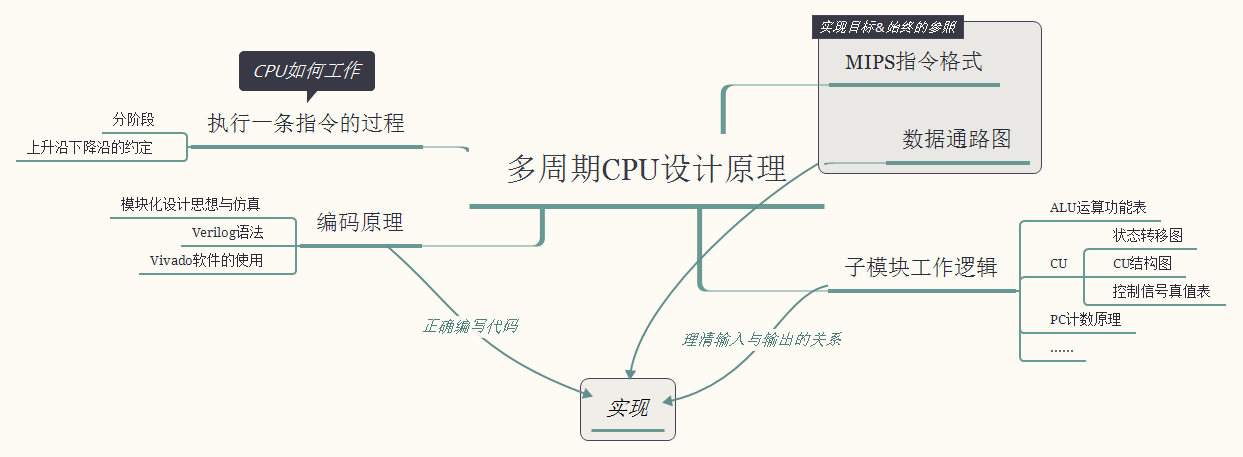 实现目标&始终的参照
MIPS指令格式
数据通路图
CPU如何工作
执行一条指令的过程
分阶段
上升沿下降沿的约定
多周期CPU设计原理
编码原理
模块化设计思想与仿真
Verilog语法
Vivado软件的使用
子模块工作逻辑
ALU运算功能表
CU
状态转移图
CU结构图
控制信号真值表
PC计数原理
......
正确编写代码
理清输入与输出的关系
实现